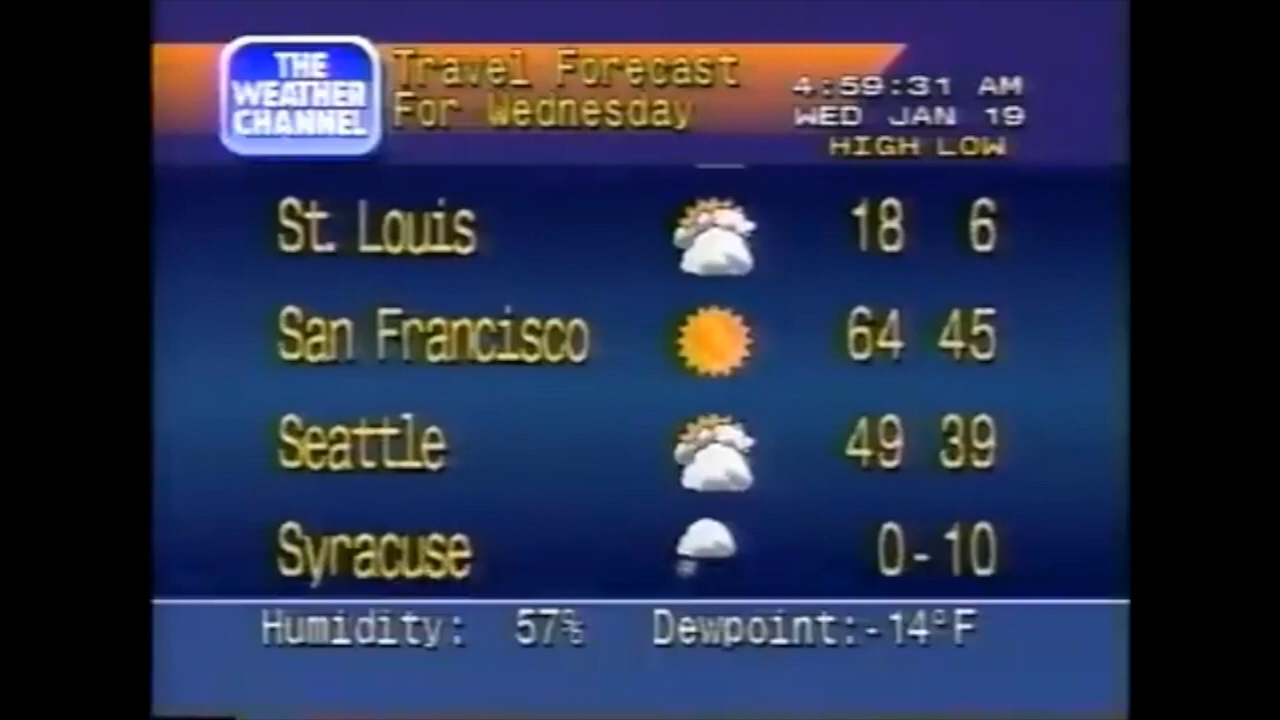 THE
WEATHER
CHANNEL
Travel Forecast
For Wednesday
4:59:31 AM
WED JAN 19
HIGH LOW
St. Louis 18 6
San Francisco 64 45
Seattle 49 39
Syracuse 0 -10
Humidity: 57% Dewpoint:-14°F